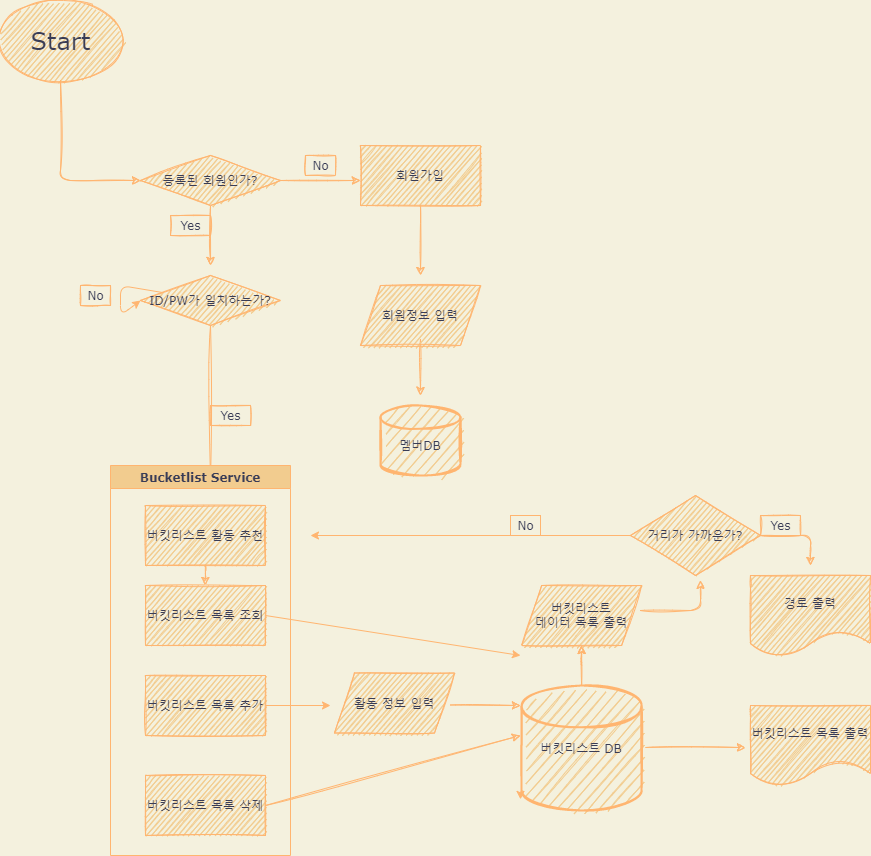 Start
등록된 회원인가?
No
회원가입
Yes
No
ID/PW가 일치하는가?
회원정보 입력
Yes
멤버DB
Bucketlist Service
버킷리스트 활동 추천
No
거리가 가까운가?
Yes
버킷리스트 목록 조회
버킷리스트
데이터 목록 출력
경로 출력
버킷리스트 목록 추가
활동 정보 입력
버킷리스트 DB
버킷리스트 목록 출력
버킷리스트 목록 삭제